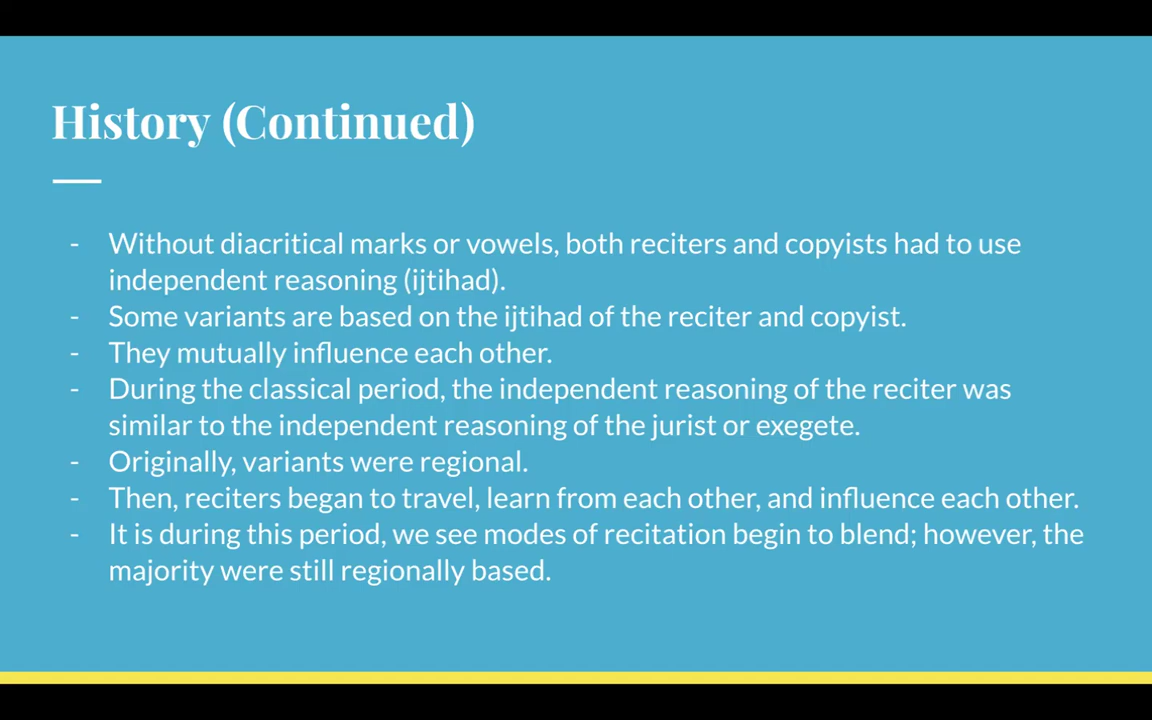 History (Continued)
- Without diacritical marks or vowels, both reciters and copyists had to use
independent reasoning (ijtihad).
- Some variants are based on the ijtihad of the reciter and copyist.
- They mutually influence each other.
- During the classical period, the independent reasoning of the reciter was
similar to the independent reasoning of the jurist or exegete.
- Originally, variants were regional.
- Then, reciters began to travel, learn from each other, and influence each other.
- It is during this period, we see modes of recitation begin to blend; however, the
majority were still regionally based.